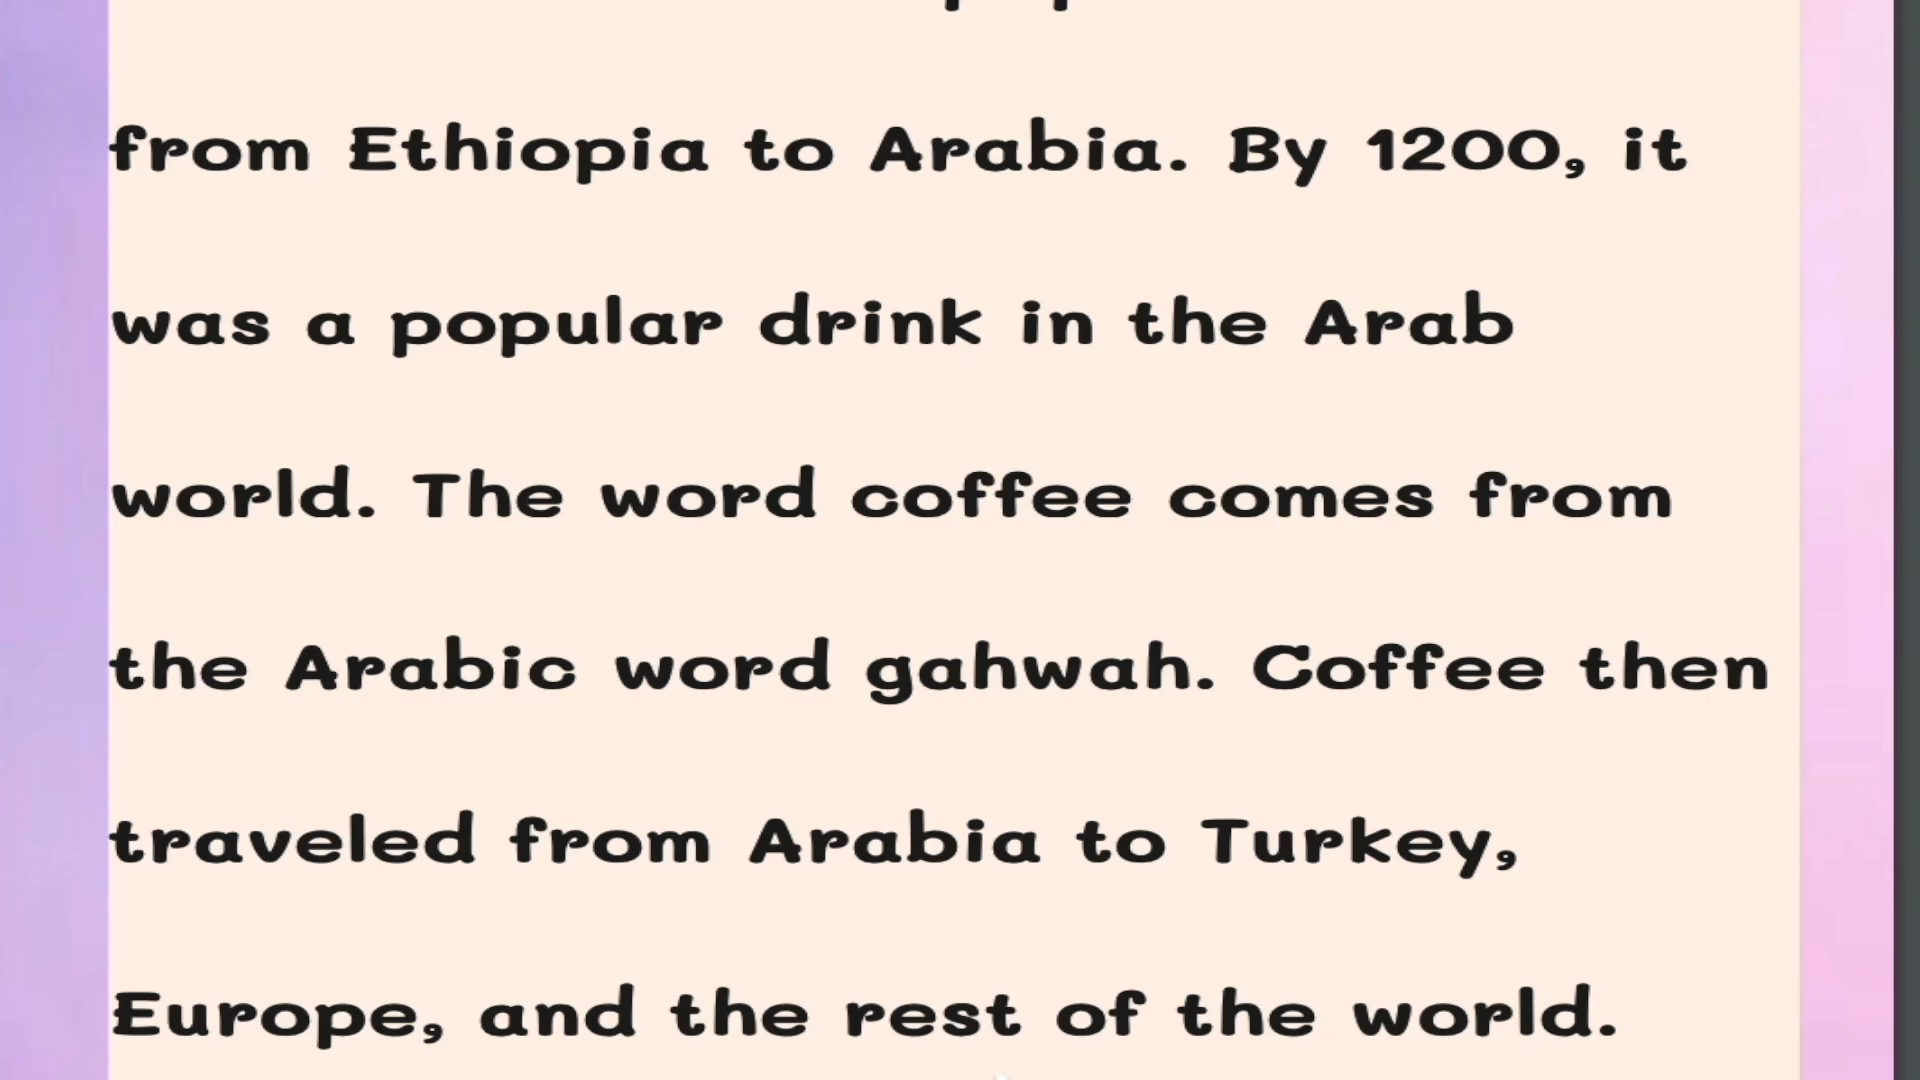 from Ethiopia to Arabia. By 1200, it
was a popular drink in the Arab
world. The word coffee comes from
the Arabic word gahwah. Coffee then
traveled from Arabia to Turkey,
Europe, and the rest of the world.